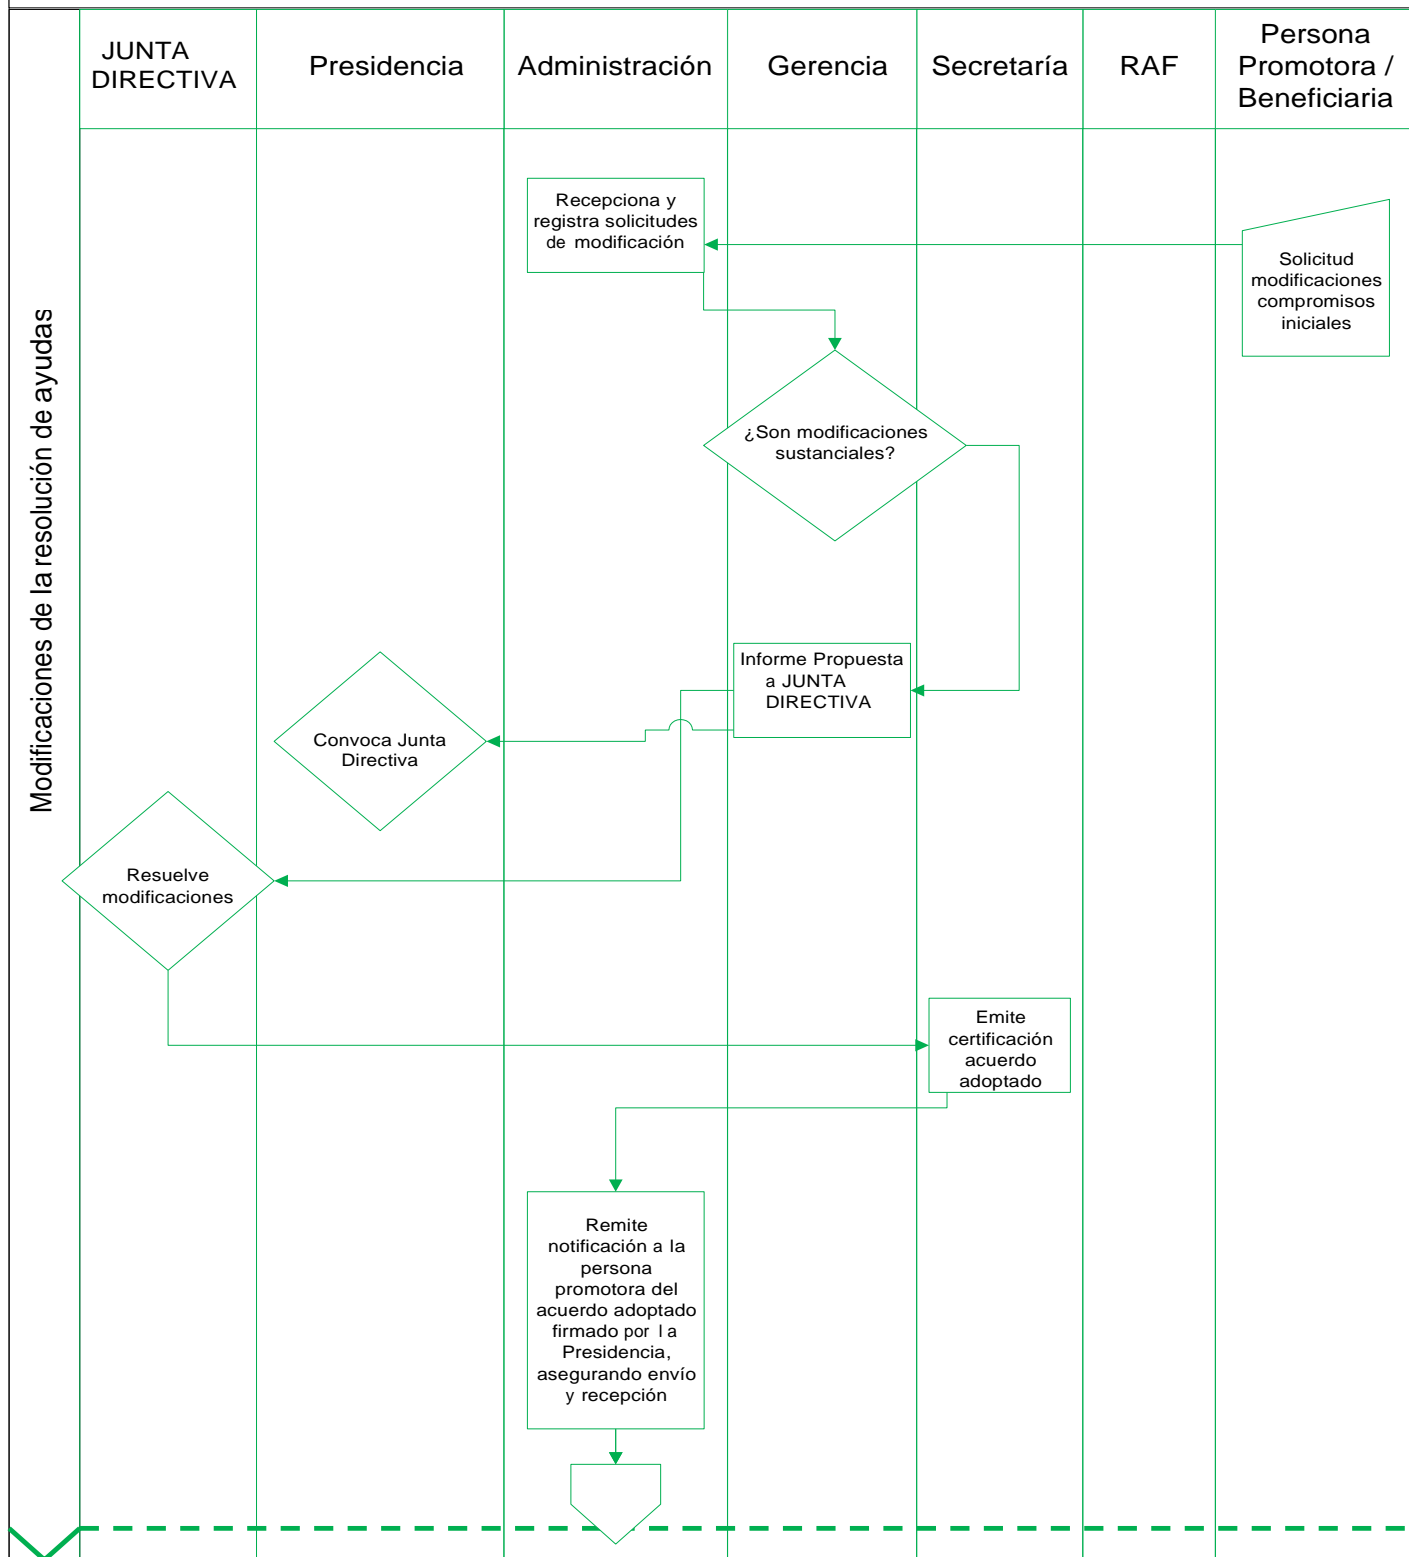 JUNTA
DIRECTIVA
Presidencia
Administración
Gerencia
Secretaría
RAF
Persona
Promotora /
Beneficiaria
Modificaciones de la resolución de ayudas
Recepciona y
registra solicitudes
de modificación
Solicitud
modificaciones
compromisos
iniciales
¿Son modificaciones
sustanciales?
Informe Propuesta
a JUNTA
DIRECTIVA
Convoca Junta
Directiva
Resuelve
modificaciones
Emite
certificación
acuerdo
adoptado
Remite
notificación a la
persona
promotora del
acuerdo adoptado
firmado por la
Presidencia,
asegurando envío
y recepción